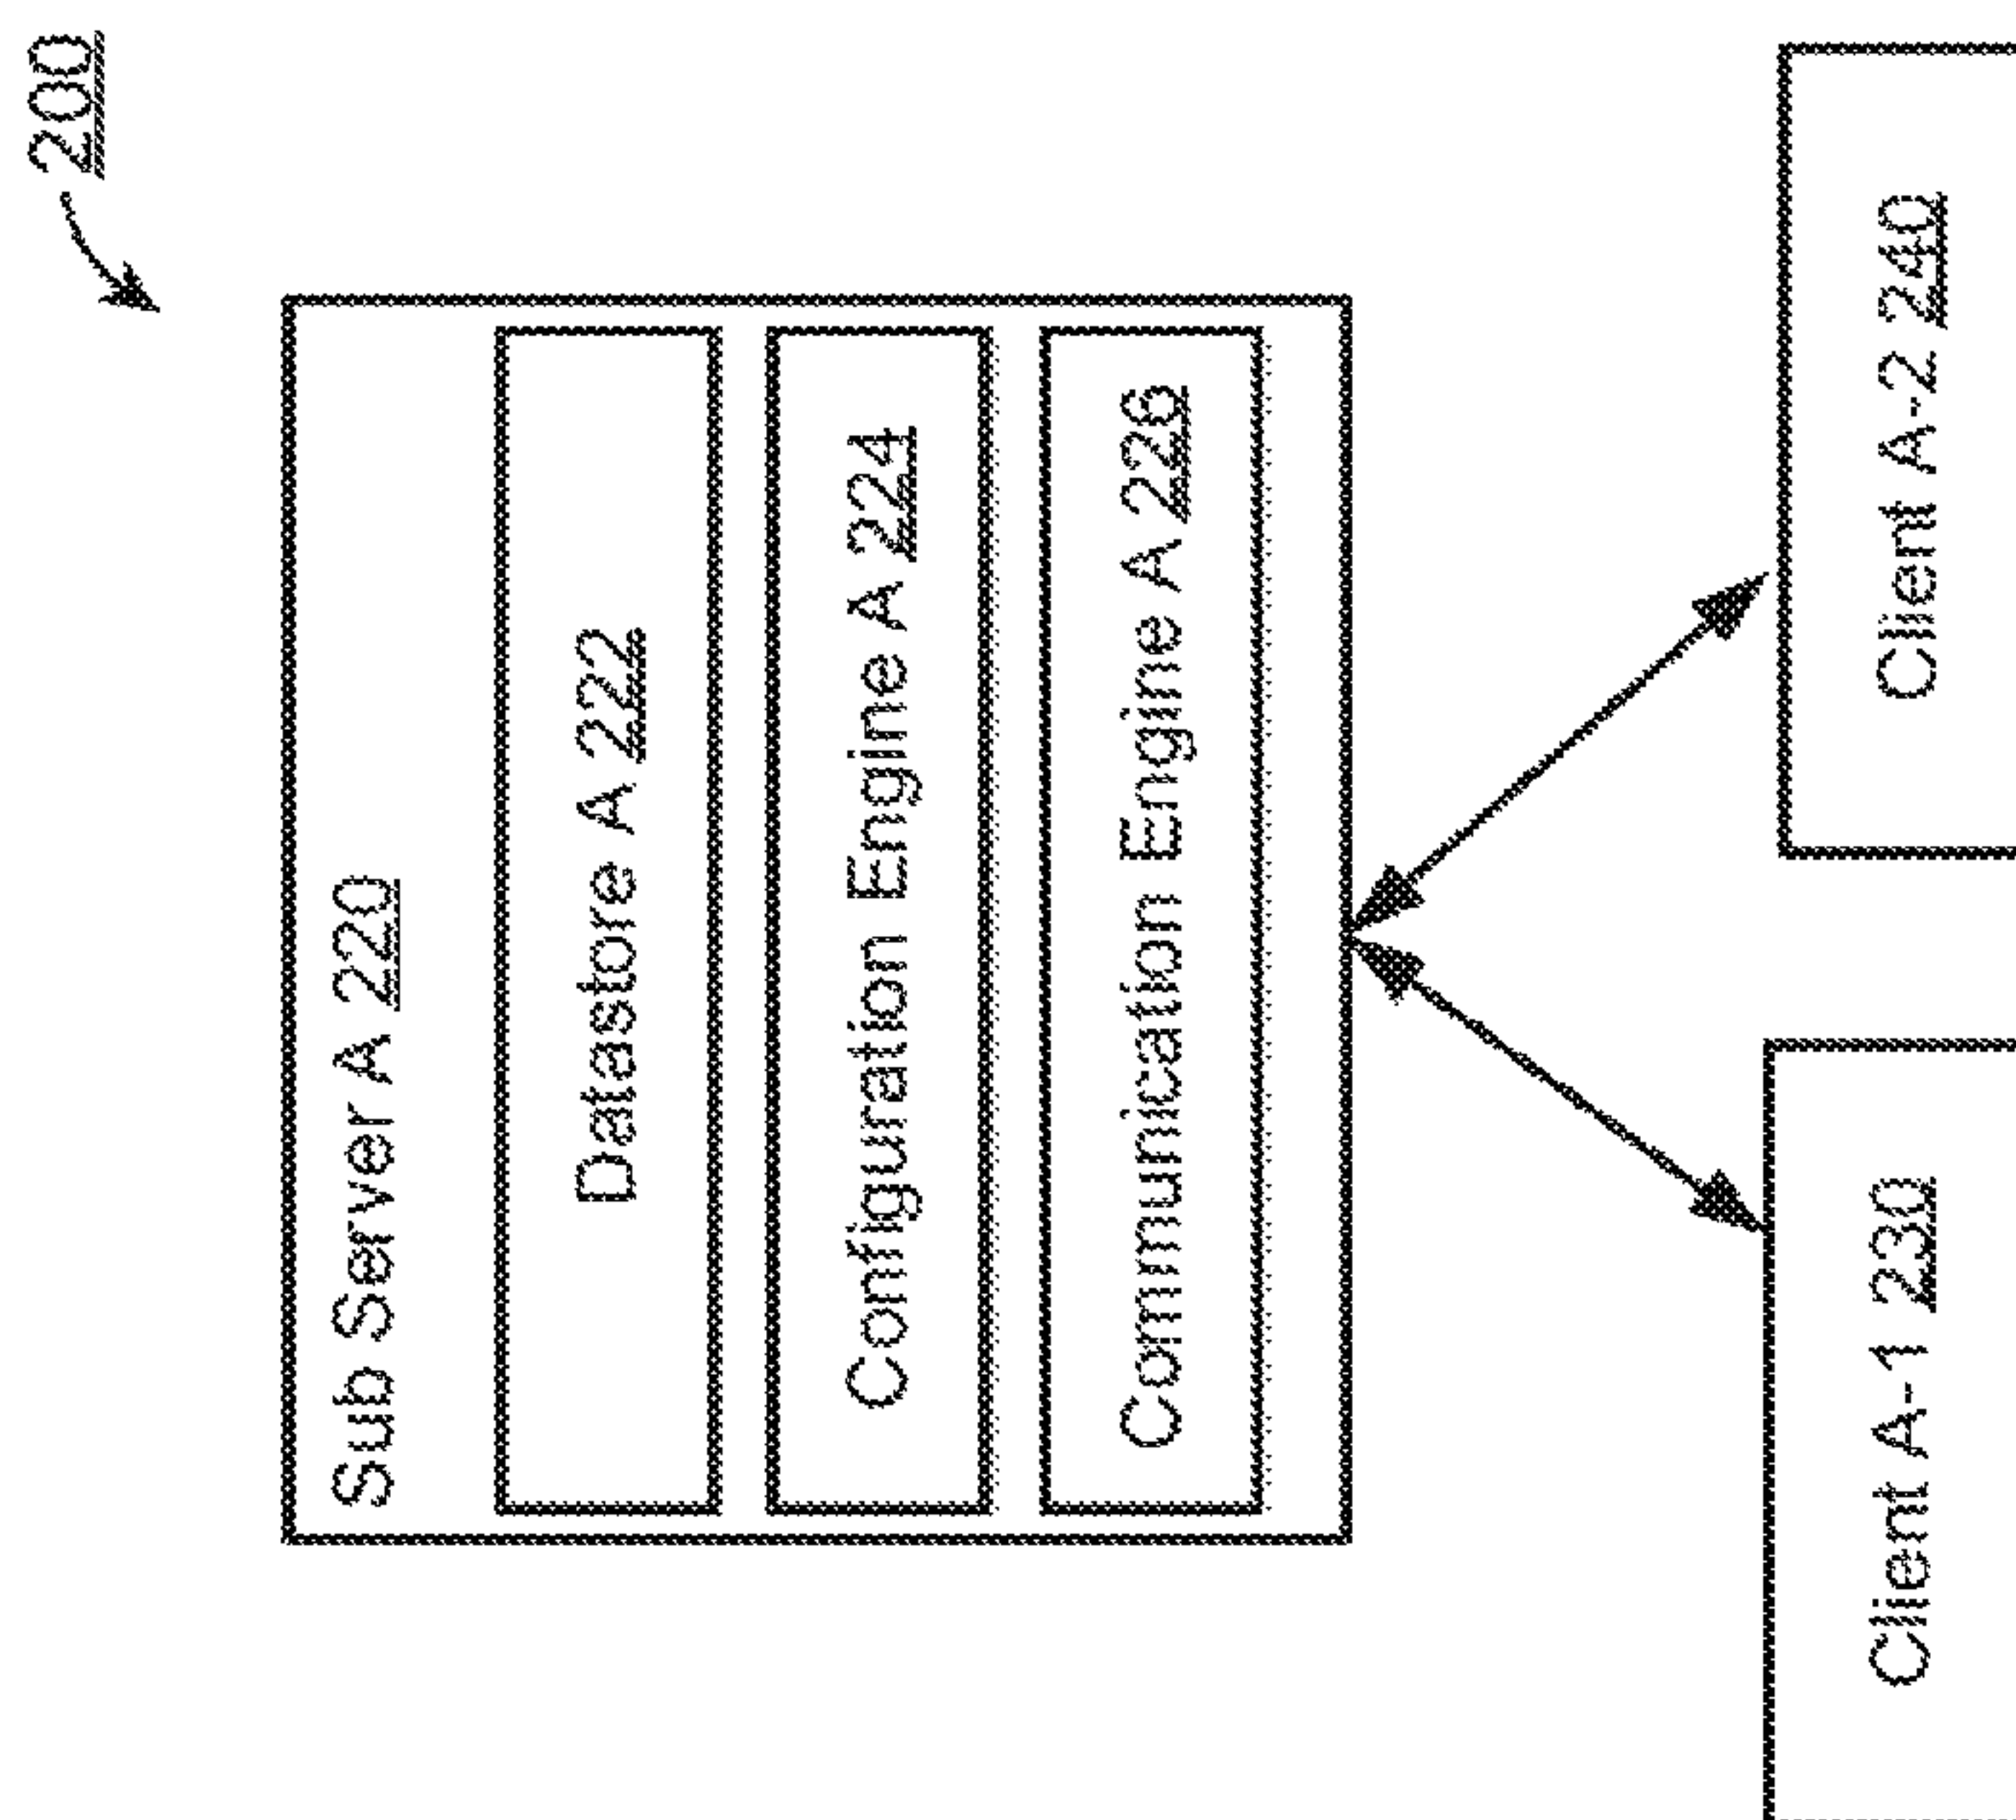 200
Sub Server A 220
Datastore A 222
Configuration Engine A 224
Communication Engine A 226
Client A-1 230
Client A-2 240